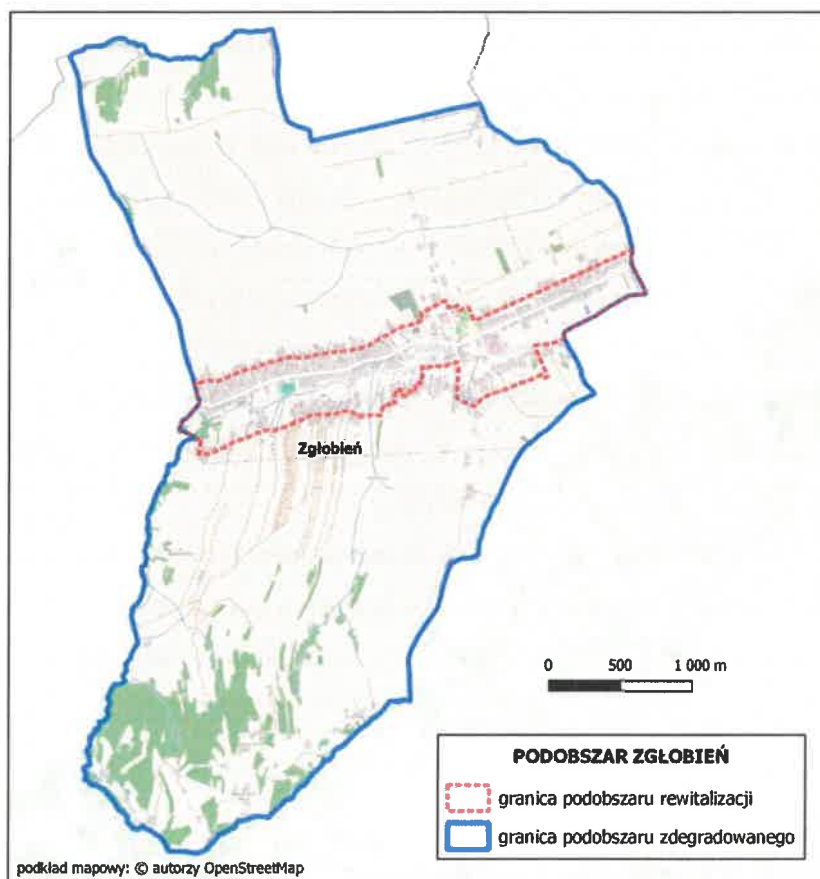 Zgłobień
0 500 1 000 m
PODOBSZAR ZGŁOBIEŃ
granica podobszaru rewitalizacji
granica podobszaru zdegradowanego
podkład mapowy: © autorzy OpenStreetMap